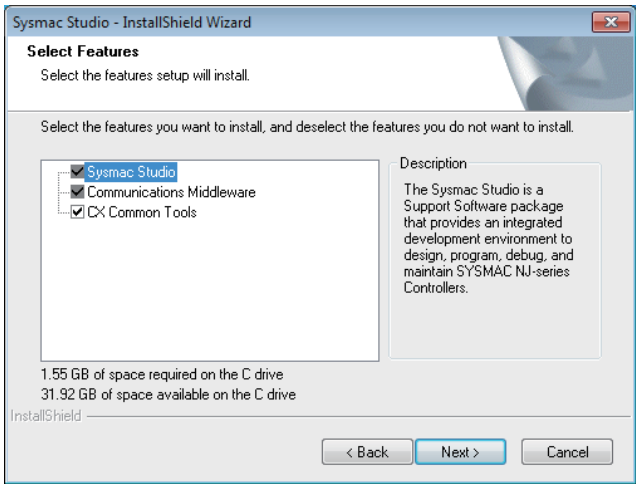 Sysmac Studio - InstallShield Wizard
Select Features
Select the features setup will install.
Select the features you want to install, and deselect the features you do not want to install.
Sysmac Studio
Communications Middleware
CX Common Tools
Description
The Sysmac Studio is a
Support Software package
that provides an integrated
development environment to
design, program, debug, and
maintain SYSMAC NJ-series
Controllers.
1.55 GB of space required on the C drive
31.92 GB of space available on the C drive
InstallShield
< Back
Next >
Cancel